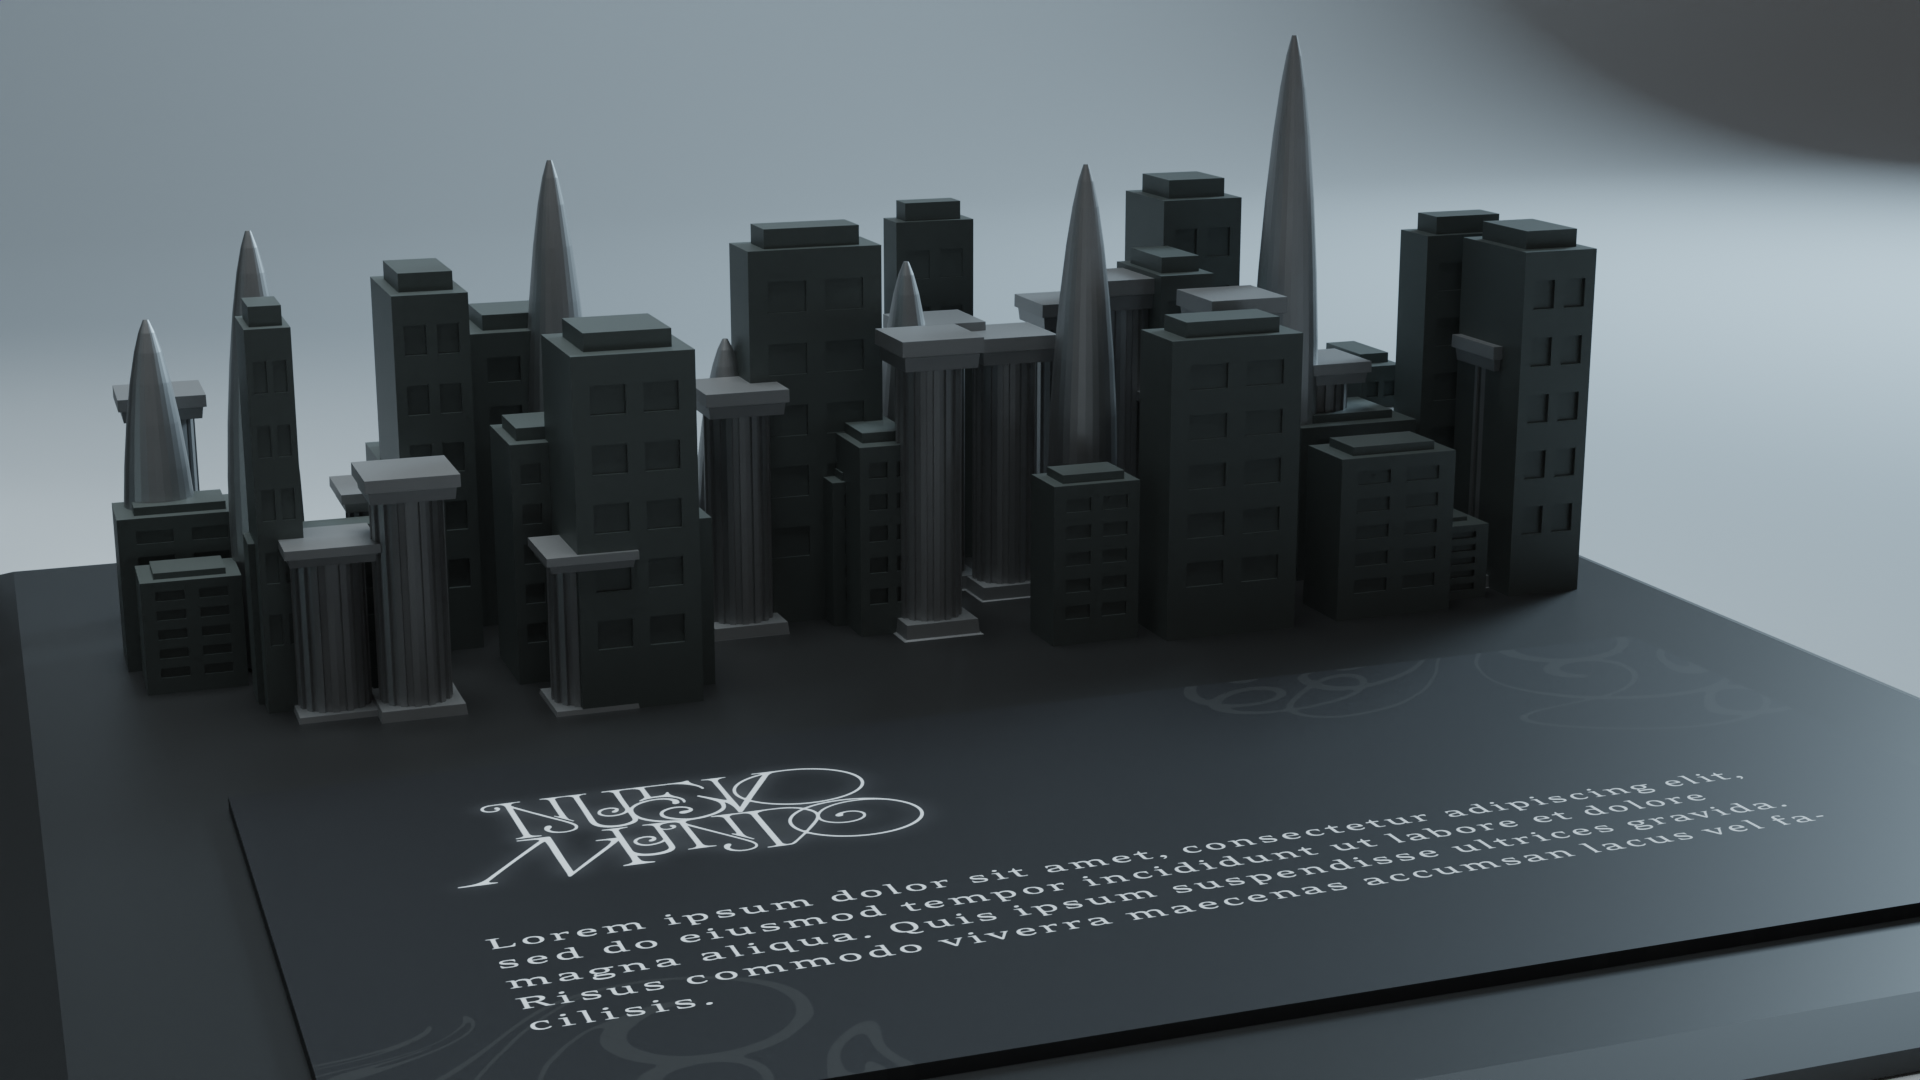 NUEVO
MUNDO
Lorem ipsum dolor sit amet, consectetur adipiscing elit,
sed do eiusmod tempor incididunt ut labore et dolore
magna aliqua. Quis ipsum suspendisse ultrices gravida.
Risus commodo viverra maecenas accumsan lacus vel fa-
cilisis.